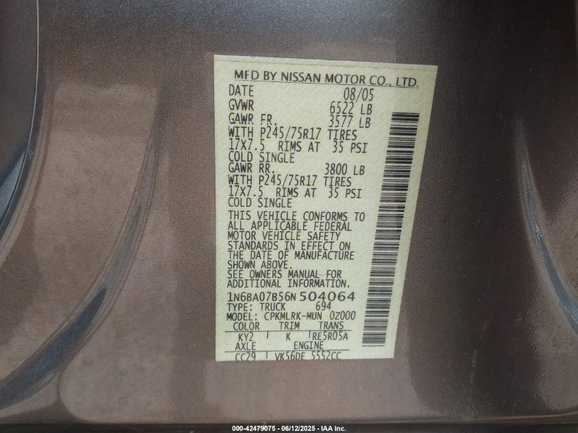 MFD BY NISSAN MOTOR CO., LTD.
DATE 08/05
GVWR 6522 LB
GAWR FR. 3577 LB
WITH P245/75R17 TIRES
17X7.5 RIMS AT 35 PSI
COLD SINGLE
GAWR RR. 3800 LB
WITH P245/75R17 TIRES
17X7.5 RIMS AT 35 PSI
COLD SINGLE
THIS VEHICLE CONFORMS TO
ALL APPLICABLE FEDERAL
MOTOR VEHICLE SAFETY
STANDARDS IN EFFECT ON
THE DATE OF MANUFACTURE
SHOWN ABOVE.
SEE OWNERS MANUAL FOR
ADDITIONAL INFORMATION
1N6BA07B56N504064
TYPE: TRUCK 694
MODEL: CPKMLRK-MUN 0Z000
COLOR TRIM TRANS
KY2 K RE5R05A
AXLE ENGINE
CC29 VK56DE 5552CC
000-42479075 - 06/12/2025 - IAA Inc.